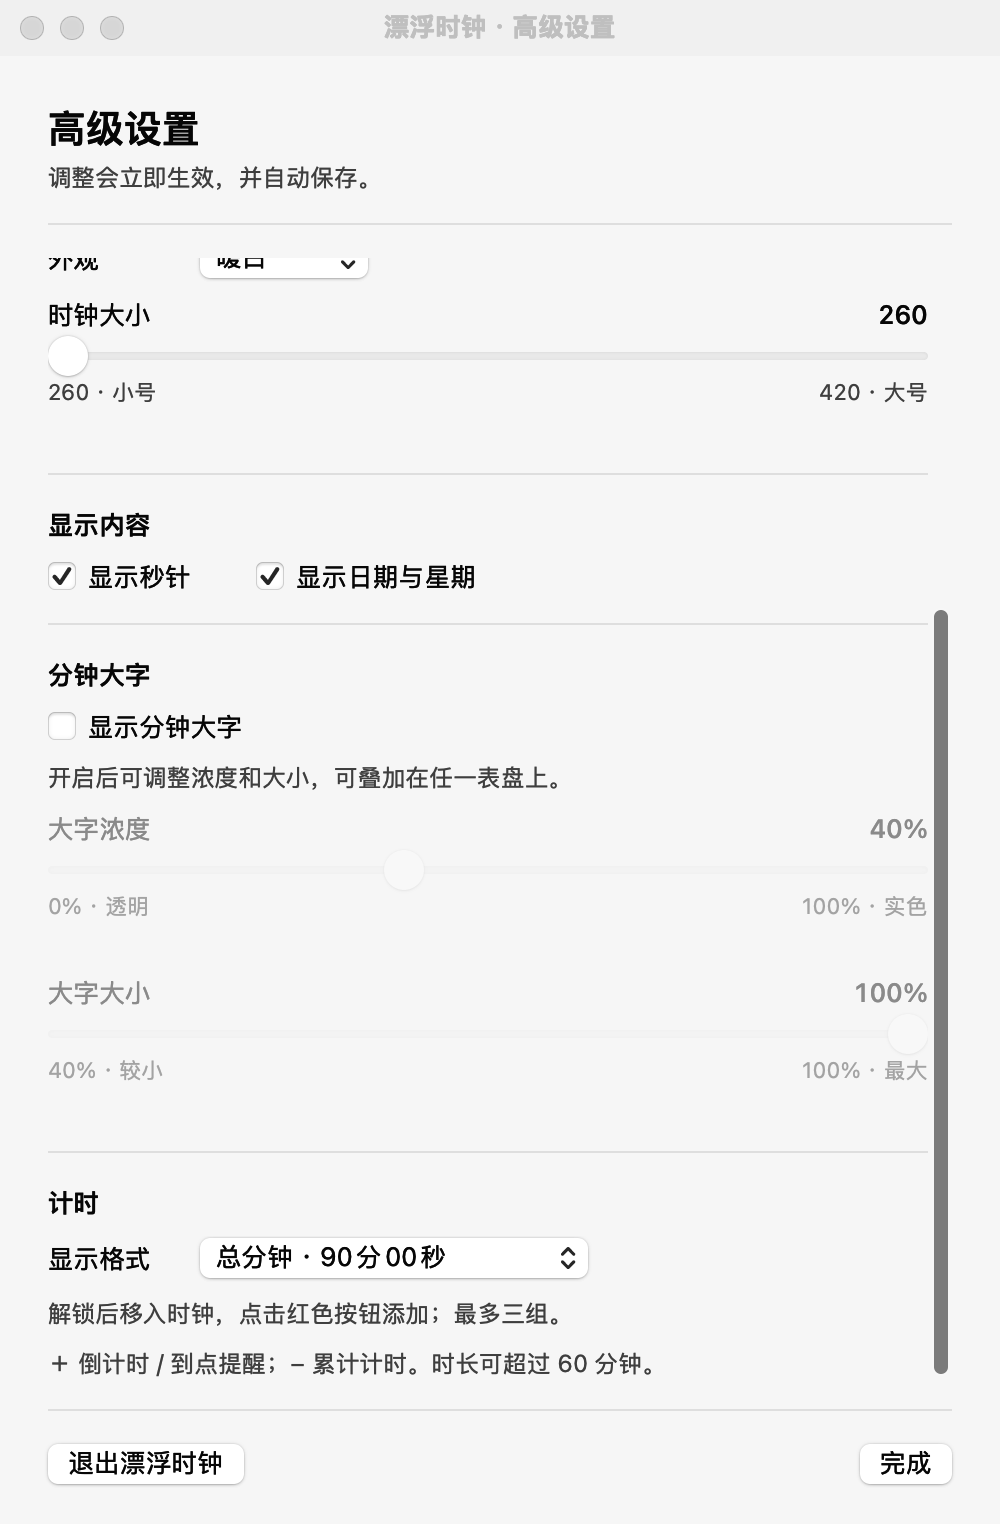 漂浮时钟 · 高级设置
高级设置
调整会立即生效，并自动保存。
外观 暖白
时钟大小 260
260 · 小号 420 · 大号
显示内容
显示秒针 显示日期与星期
分钟大字
显示分钟大字
开启后可调整浓度和大小，可叠加在任一表盘上。
大字浓度 40%
0% · 透明 100% · 实色
大字大小 100%
40% · 较小 100% · 最大
计时
显示格式 总分钟 · 90分00秒
解锁后移入时钟，点击红色按钮添加；最多三组。
+ 倒计时 / 到点提醒；− 累计计时。时长可超过 60 分钟。
退出漂浮时钟 完成